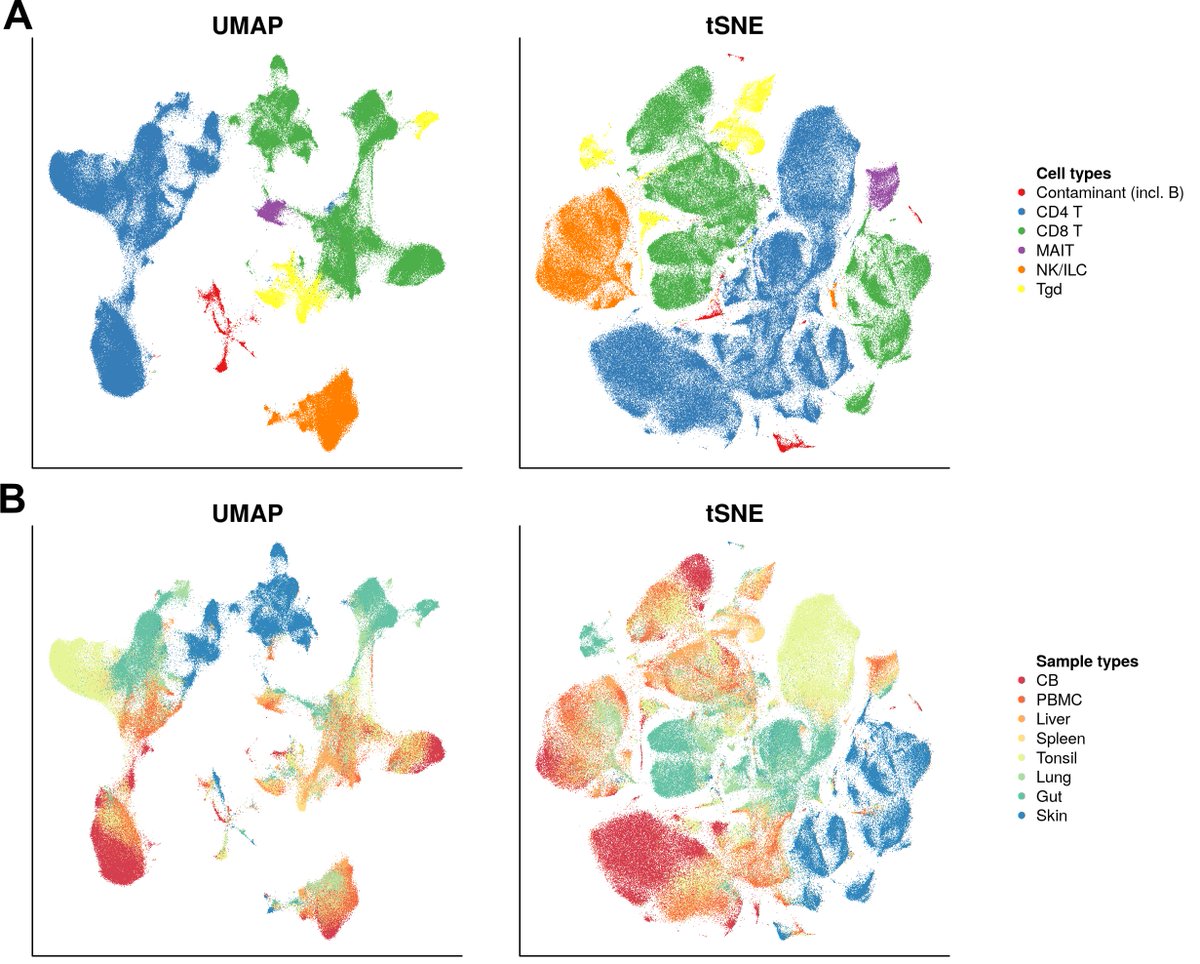 A
UMAP
tSNE
Cell types
Contaminant (incl. B)
CD4 T
CD8 T
MAIT
NK/ILC
Tgd
B
UMAP
tSNE
Sample types
CB
PBMC
Liver
Spleen
Tonsil
Lung
Gut
Skin